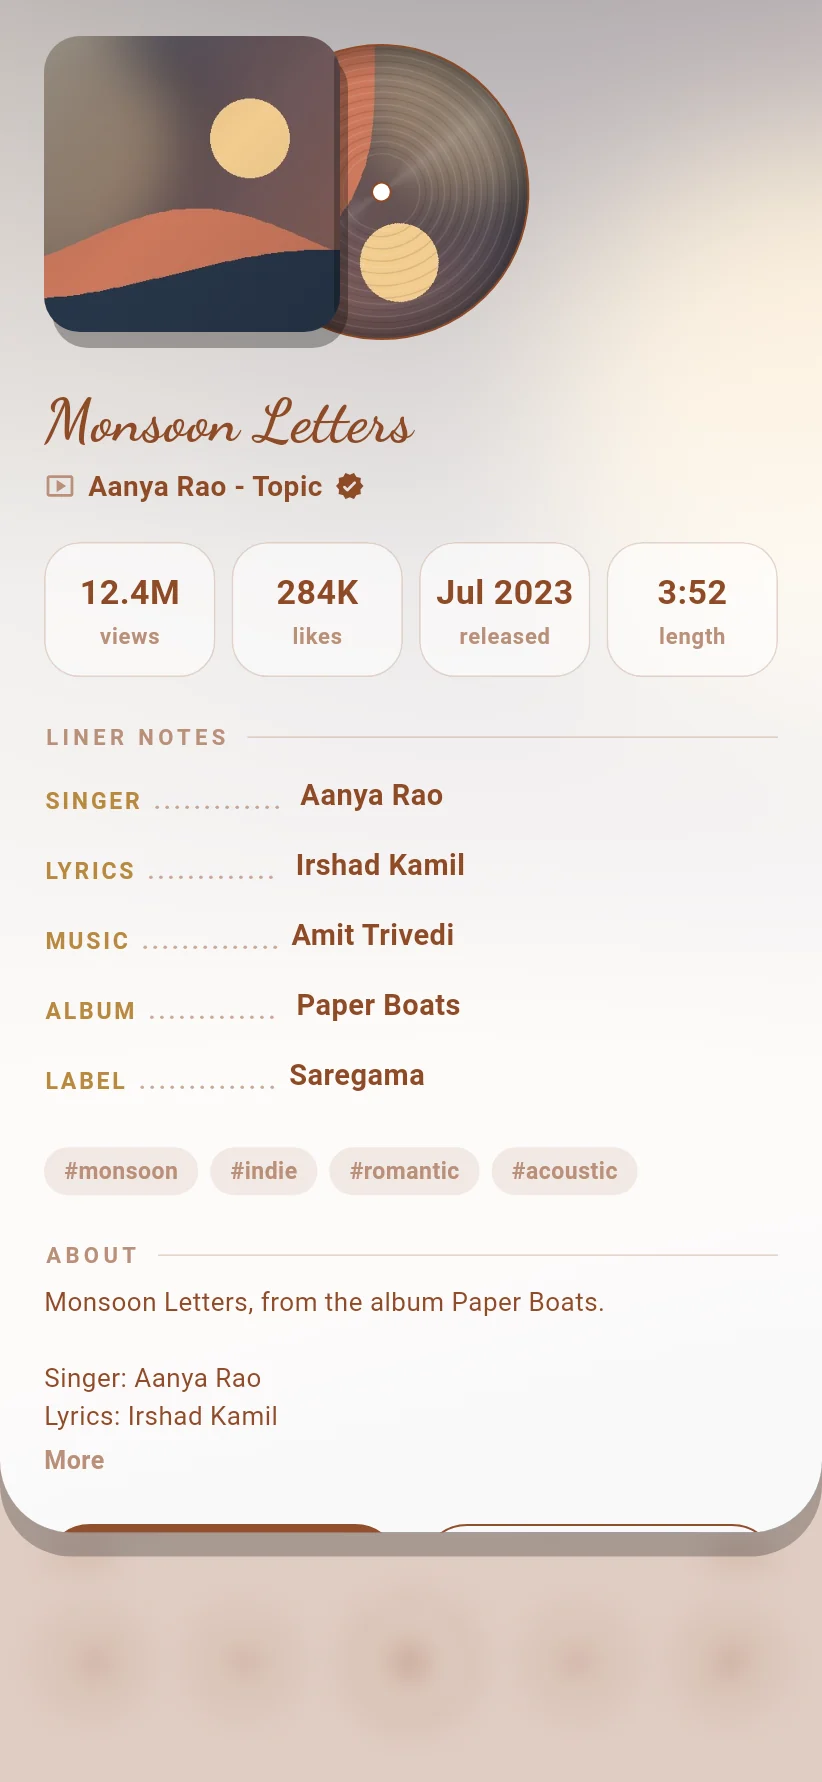 Monsoon Letters
Aanya Rao - Topic
12.4M
views
284K
likes
Jul 2023
released
3:52
length
LINER NOTES
SINGER ............. Aanya Rao
LYRICS ............. Irshad Kamil
MUSIC .............. Amit Trivedi
ALBUM ............. Paper Boats
LABEL .............. Saregama
#monsoon #indie #romantic #acoustic
ABOUT
Monsoon Letters, from the album Paper Boats.
Singer: Aanya Rao
Lyrics: Irshad Kamil
More